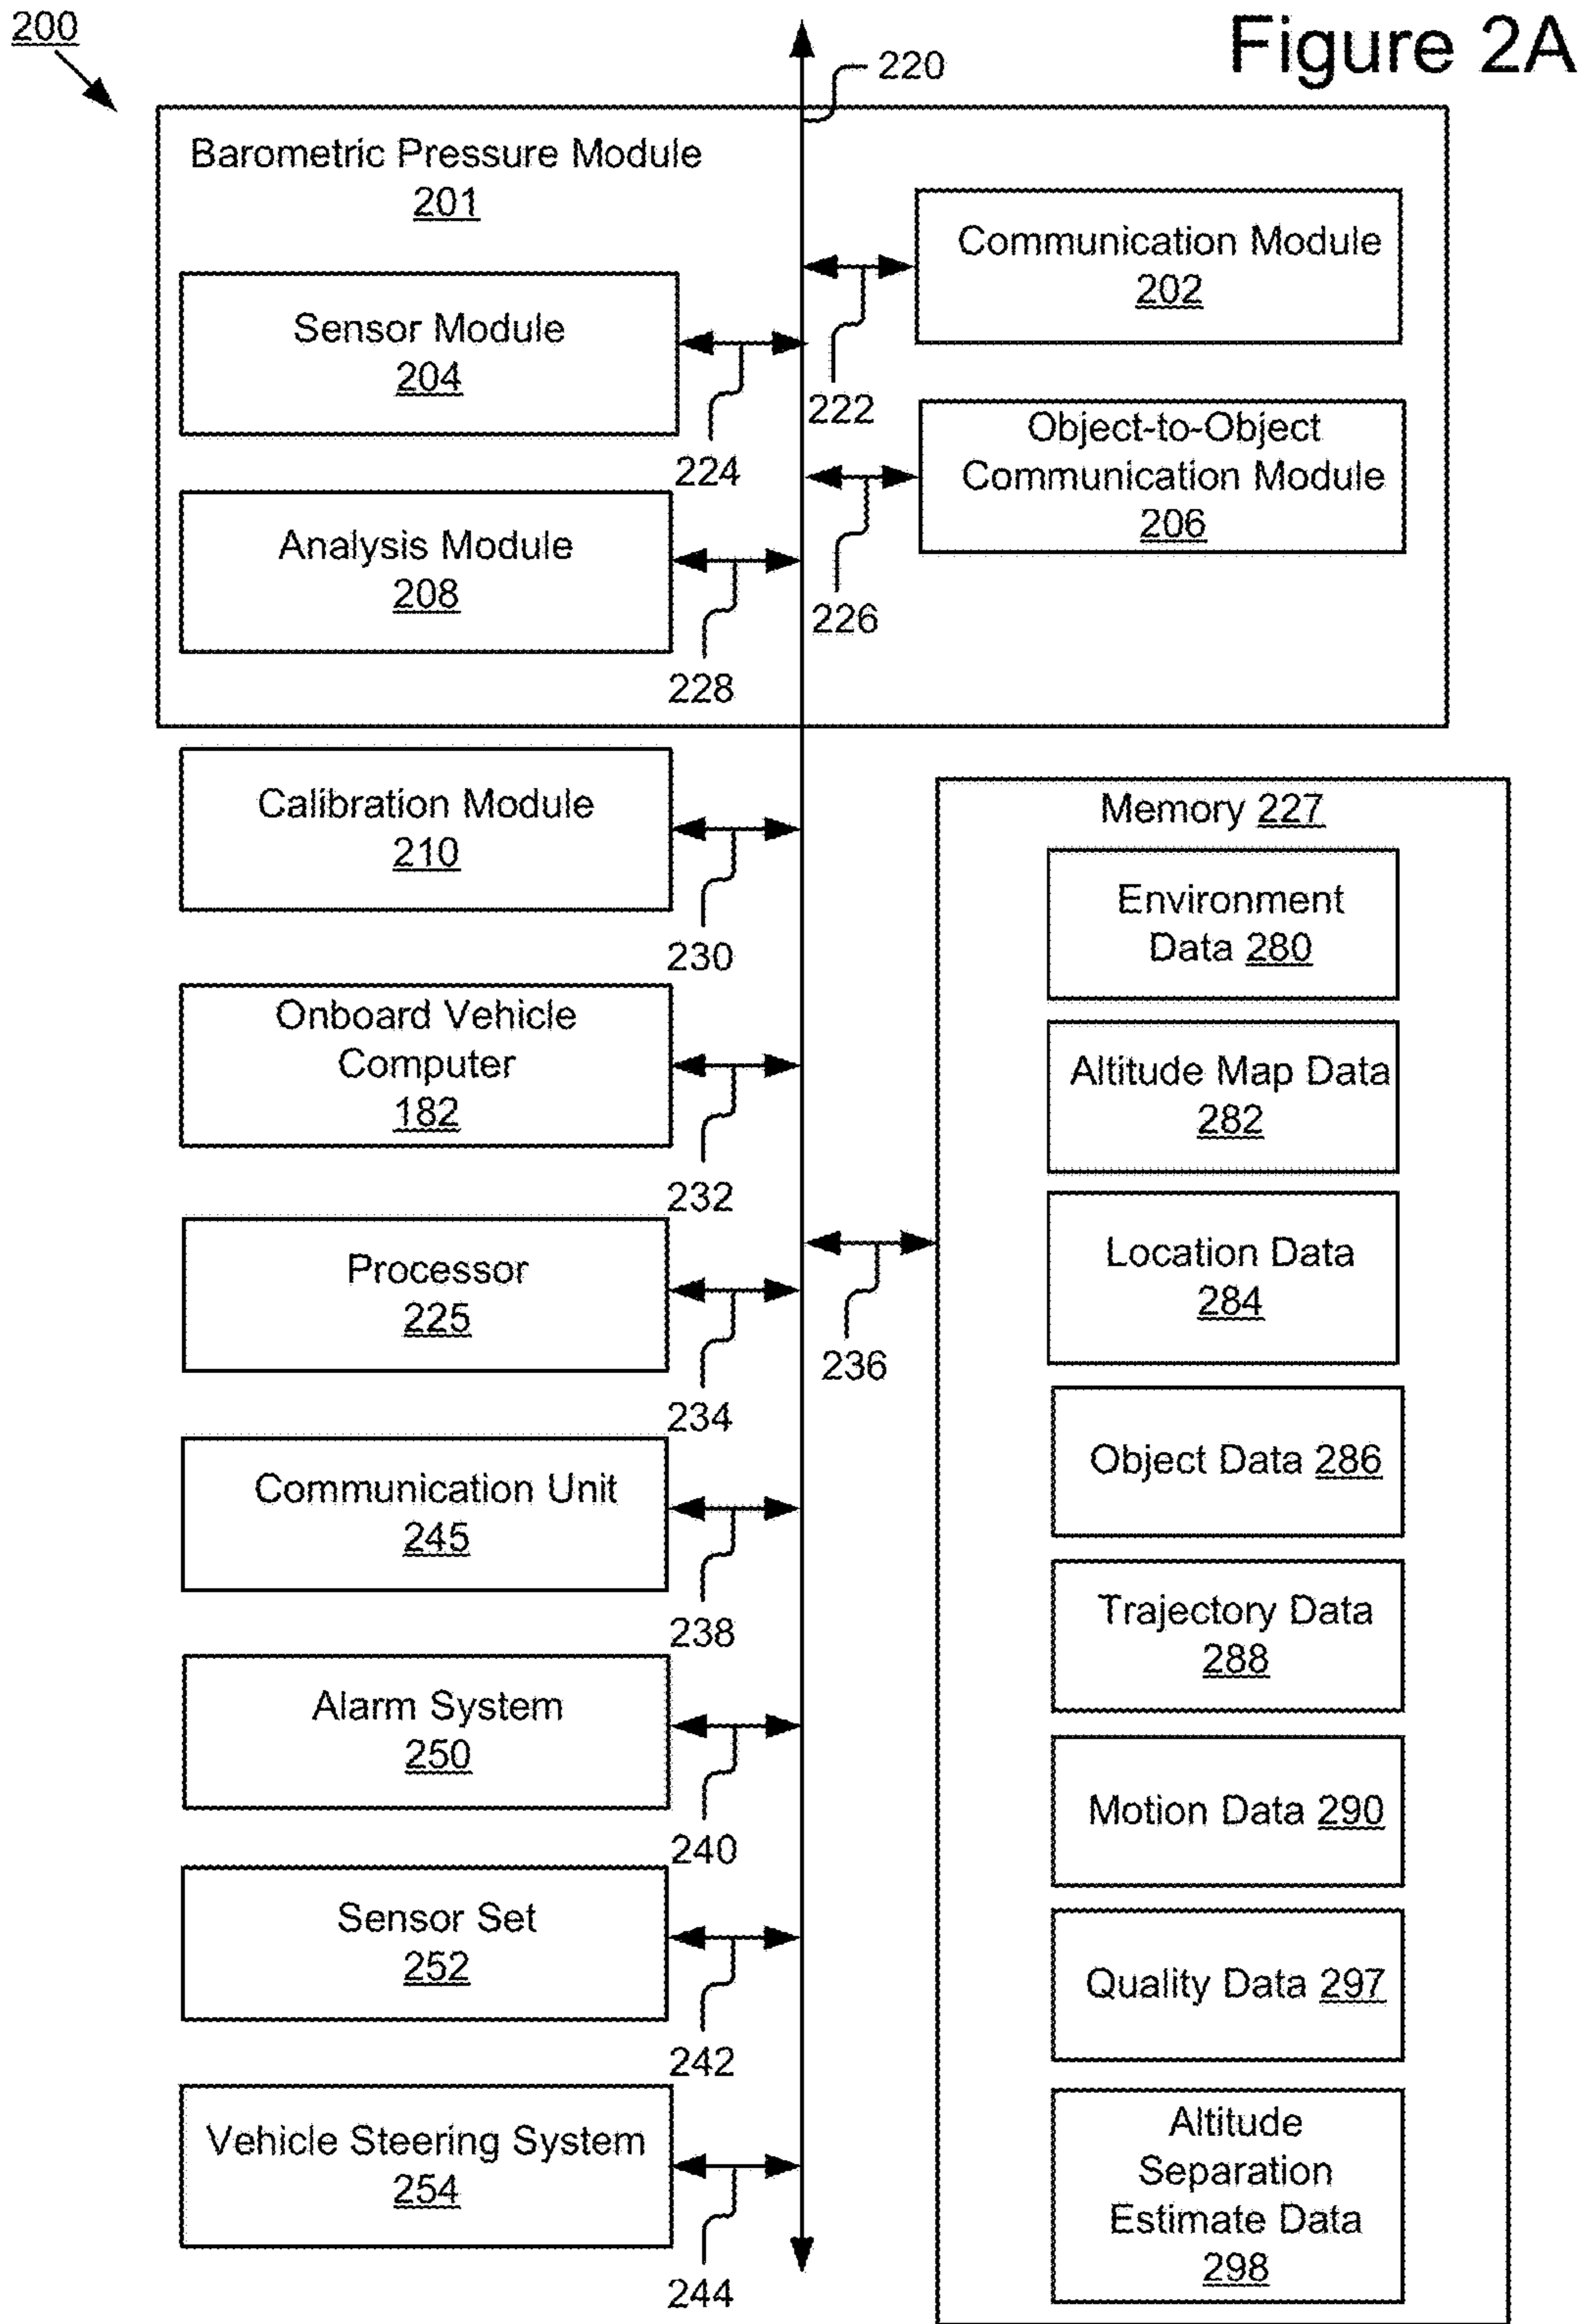 200
Figure 2A
220
Barometric Pressure Module
201
Communication Module
202
Sensor Module
204
222
224
Object-to-Object
Communication Module
206
Analysis Module
208
226
228
Calibration Module
210
230
Onboard Vehicle
Computer
182
232
Processor
225
234
236
Communication Unit
245
238
Alarm System
250
240
Sensor Set
252
242
Vehicle Steering System
254
244
Memory 227
Environment
Data 280
Altitude Map Data
282
Location Data
284
Object Data 286
Trajectory Data
288
Motion Data 290
Quality Data 297
Altitude
Separation
Estimate Data
298